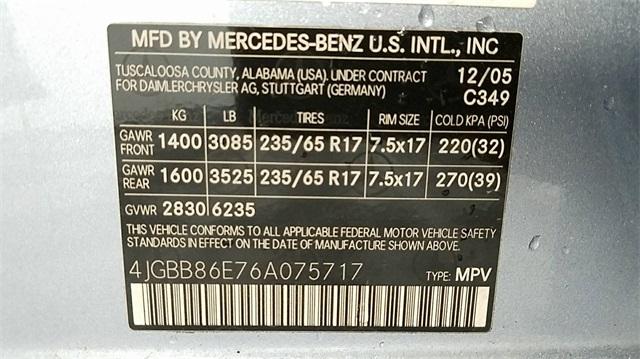 MFD BY MERCEDES-BENZ U.S. INTL., INC
TUSCALOOSA COUNTY, ALABAMA (USA). UNDER CONTRACT 12/05
FOR DAIMLERCHRYSLER AG, STUTTGART (GERMANY) C349
KG LB TIRES RIM SIZE COLD KPA (PSI)
GAWR FRONT 1400 3085 235/65 R17 7.5x17 220(32)
GAWR REAR 1600 3525 235/65 R17 7.5x17 270(39)
GVWR 2830 6235
THIS VEHICLE CONFORMS TO ALL APPLICABLE FEDERAL MOTOR VEHICLE SAFETY
STANDARDS IN EFFECT ON THE DATE OF MANUFACTURE SHOWN ABOVE.
4JGBB86E76A075717 TYPE: MPV